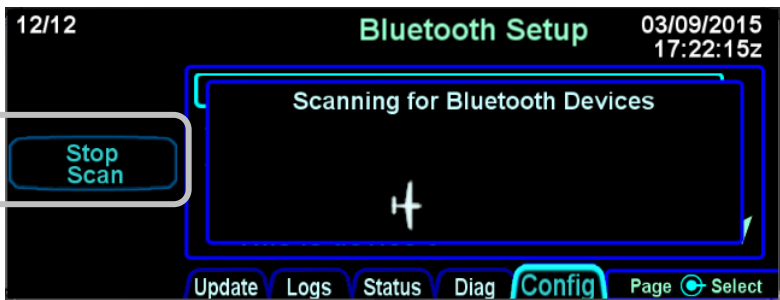 12/12
Bluetooth Setup
03/09/2015
17:22:15z
Scanning for Bluetooth Devices
Stop
Scan
Update Logs Status Diag Config Page Select